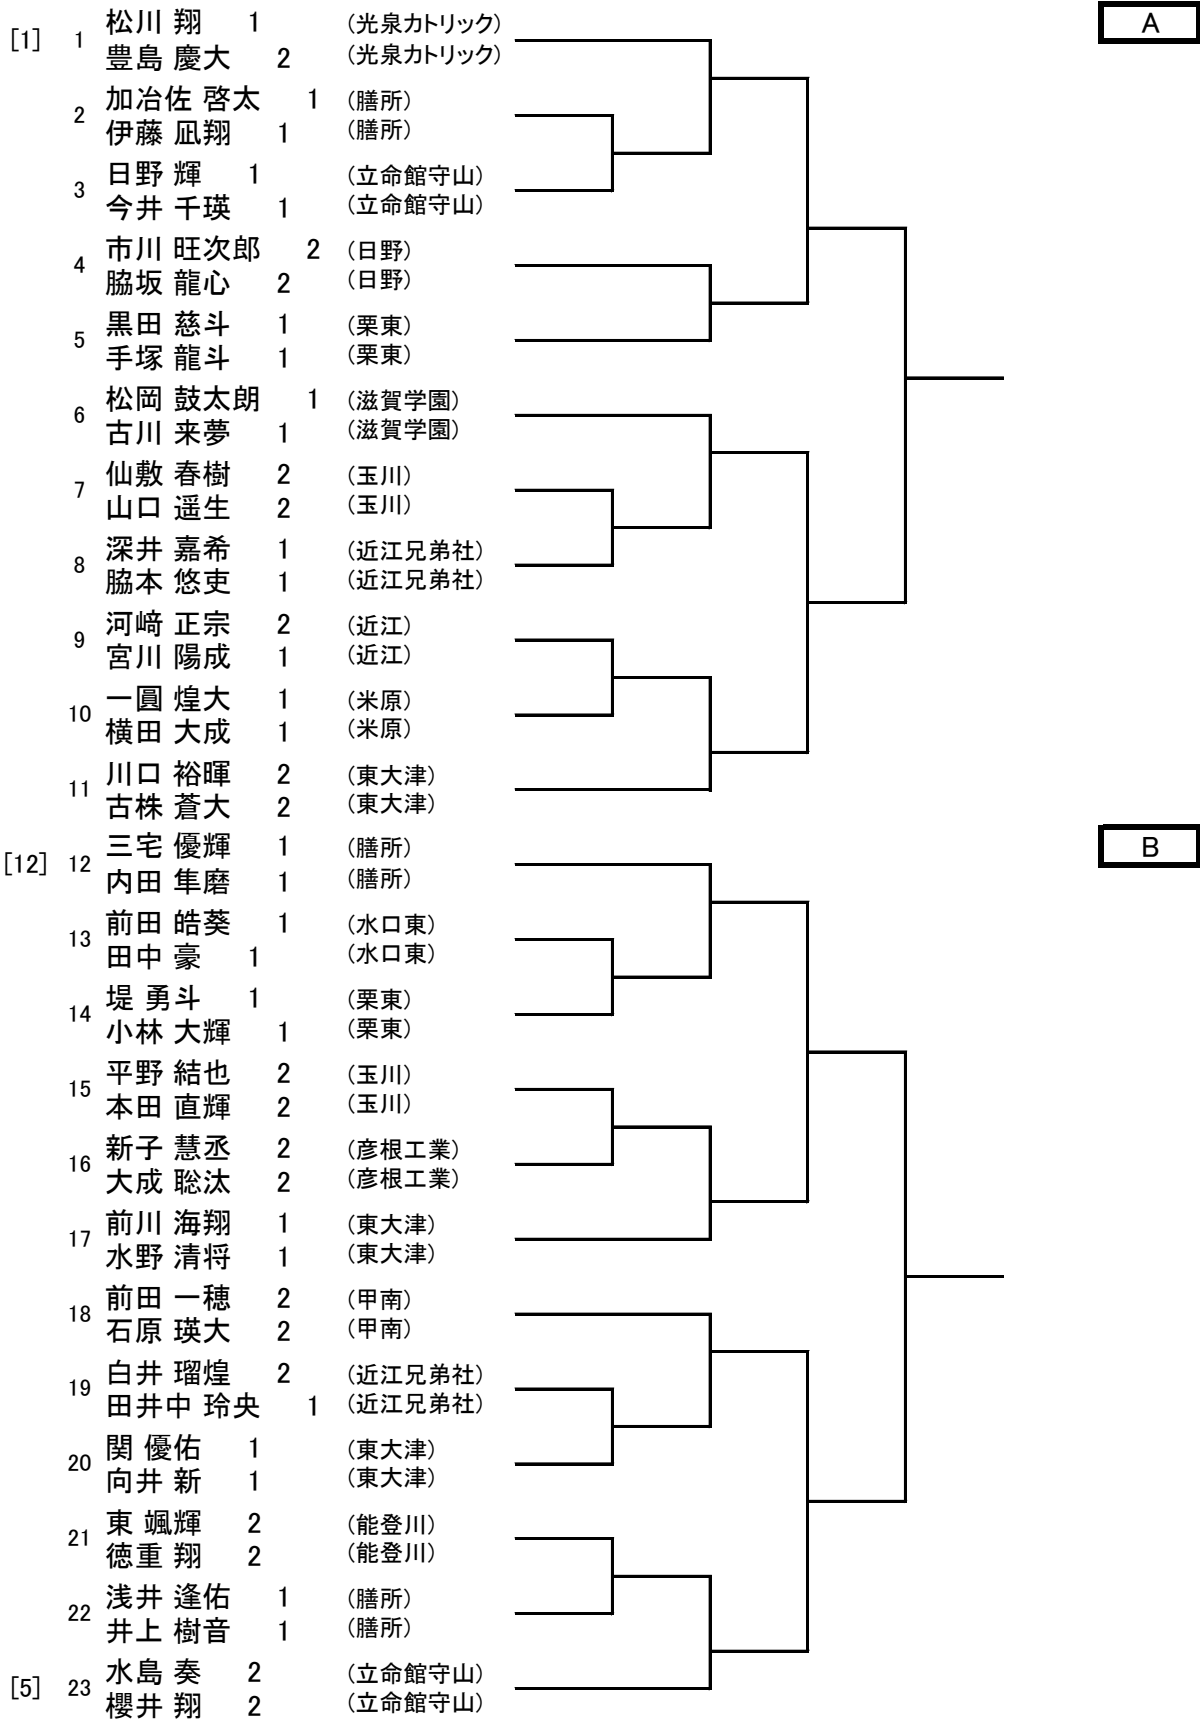 A
[1] 1 松川 翔 1 (光泉カトリック)
豊島 慶大 2 (光泉カトリック)
2 加冶佐 啓太 1 (膳所)
伊藤 凪翔 1 (膳所)
3 日野 輝 1 (立命館守山)
今井 千瑛 1 (立命館守山)
4 市川 旺次郎 2 (日野)
脇坂 龍心 2 (日野)
5 黒田 慈斗 1 (栗東)
手塚 龍斗 1 (栗東)
6 松岡 鼓太朗 1 (滋賀学園)
古川 来夢 1 (滋賀学園)
7 仙敷 春樹 2 (玉川)
山口 遥生 2 (玉川)
8 深井 嘉希 1 (近江兄弟社)
脇本 悠吏 1 (近江兄弟社)
9 河﨑 正宗 2 (近江)
宮川 陽成 1 (近江)
10 一圓 煌大 1 (米原)
横田 大成 1 (米原)
11 川口 裕暉 2 (東大津)
古株 蒼大 2 (東大津)
B
[12] 12 三宅 優輝 1 (膳所)
内田 隼磨 1 (膳所)
13 前田 皓葵 1 (水口東)
田中 豪 1 (水口東)
14 堤 勇斗 1 (栗東)
小林 大輝 1 (栗東)
15 平野 結也 2 (玉川)
本田 直輝 2 (玉川)
16 新子 慧丞 2 (彦根工業)
大成 聡汰 2 (彦根工業)
17 前川 海翔 1 (東大津)
水野 清将 1 (東大津)
18 前田 一穂 2 (甲南)
石原 瑛大 2 (甲南)
19 白井 瑠煌 2 (近江兄弟社)
田井中 玲央 1 (近江兄弟社)
20 関 優佑 1 (東大津)
向井 新 1 (東大津)
21 東 颯輝 2 (能登川)
徳重 翔 2 (能登川)
22 浅井 逢佑 1 (膳所)
井上 樹音 1 (膳所)
[5] 23 水島 奏 2 (立命館守山)
櫻井 翔 2 (立命館守山)